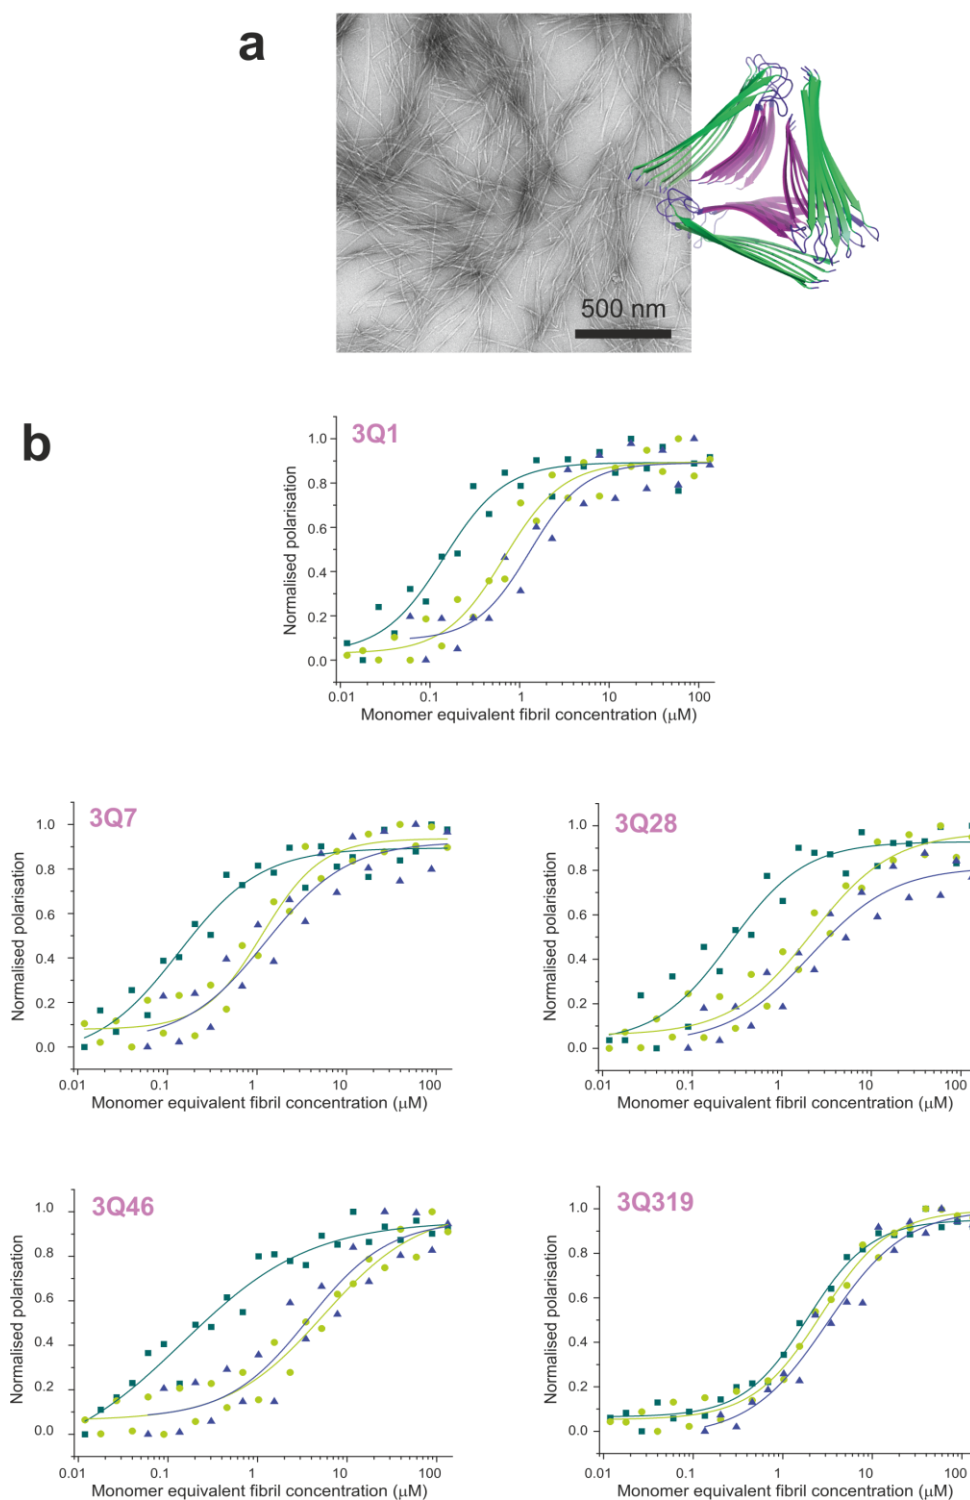 a
500 nm
b
3Q1
1.0
0.8
0.6
0.4
0.2
0.0
Normalised polarisation
0.01 0.1 1 10 100
Monomer equivalent fibril concentration (μM)
3Q7
1.0
0.8
0.6
0.4
0.2
0.0
Normalised polarisation
0.01 0.1 1 10 100
Monomer equivalent fibril concentration (μM)
3Q28
1.0
0.8
0.6
0.4
0.2
0.0
Normalised polarisation
0.01 0.1 1 10 100
Monomer equivalent fibril concentration (μM)
3Q46
1.0
0.8
0.6
0.4
0.2
0.0
Normalised polarisation
0.01 0.1 1 10 100
Monomer equivalent fibril concentration (μM)
3Q319
1.0
0.8
0.6
0.4
0.2
0.0
Normalised polarisation
0.01 0.1 1 10 100
Monomer equivalent fibril concentration (μM)